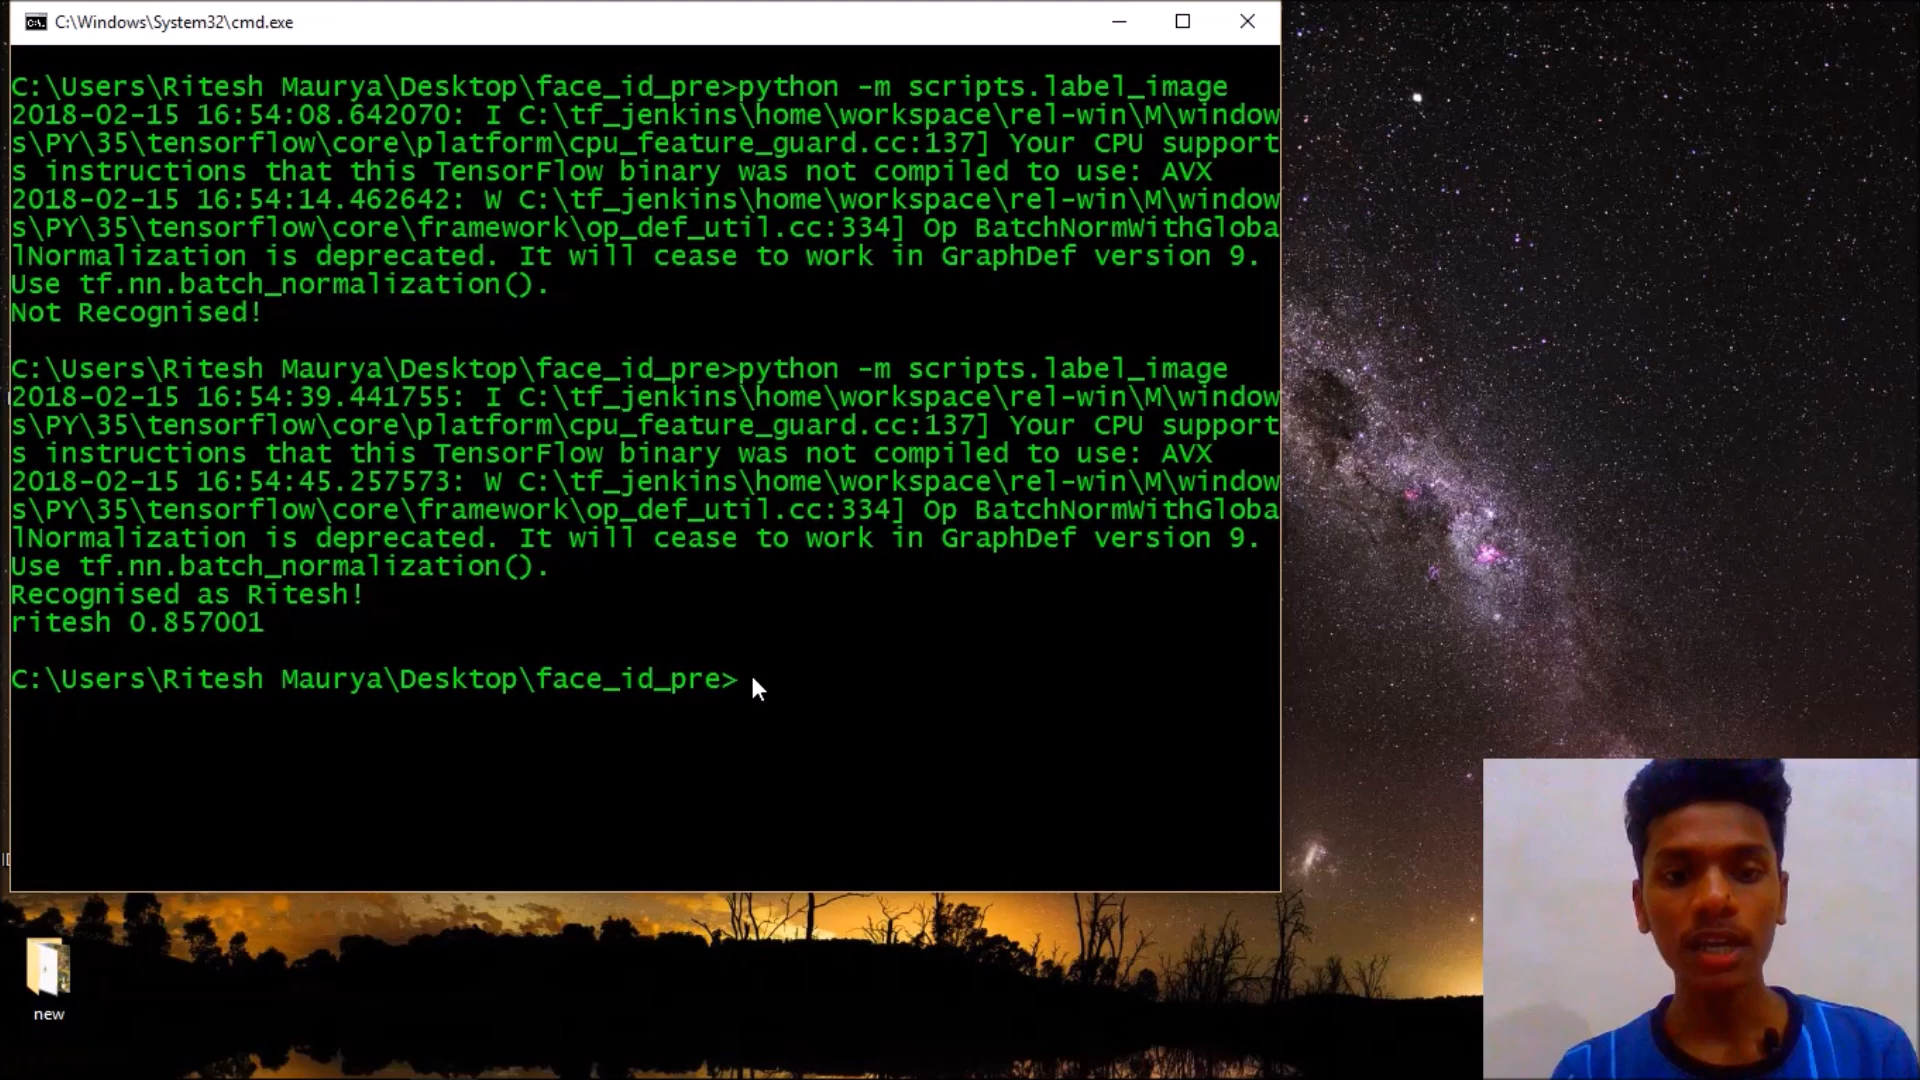 C:\Windows\System32\cmd.exe
C:\Users\Ritesh Maurya\Desktop\face_id_pre>python -m scripts.label_image
2018-02-15 16:54:08.642070: I C:\tf_jenkins\home\workspace\rel-win\M\window
s\PY\35\tensorflow\core\platform\cpu_feature_guard.cc:137] Your CPU support
s instructions that this TensorFlow binary was not compiled to use: AVX
2018-02-15 16:54:14.462642: W C:\tf_jenkins\home\workspace\rel-win\M\window
s\PY\35\tensorflow\core\framework\op_def_util.cc:334] Op BatchNormWithGloba
lNormalization is deprecated. It will cease to work in GraphDef version 9.
Use tf.nn.batch_normalization().
Not Recognised!
C:\Users\Ritesh Maurya\Desktop\face_id_pre>python -m scripts.label_image
2018-02-15 16:54:39.441755: I C:\tf_jenkins\home\workspace\rel-win\M\window
s\PY\35\tensorflow\core\platform\cpu_feature_guard.cc:137] Your CPU support
s instructions that this TensorFlow binary was not compiled to use: AVX
2018-02-15 16:54:45.257573: W C:\tf_jenkins\home\workspace\rel-win\M\window
s\PY\35\tensorflow\core\framework\op_def_util.cc:334] Op BatchNormWithGloba
lNormalization is deprecated. It will cease to work in GraphDef version 9.
Use tf.nn.batch_normalization().
Recognised as Ritesh!
ritesh 0.857001
C:\Users\Ritesh Maurya\Desktop\face_id_pre>
new